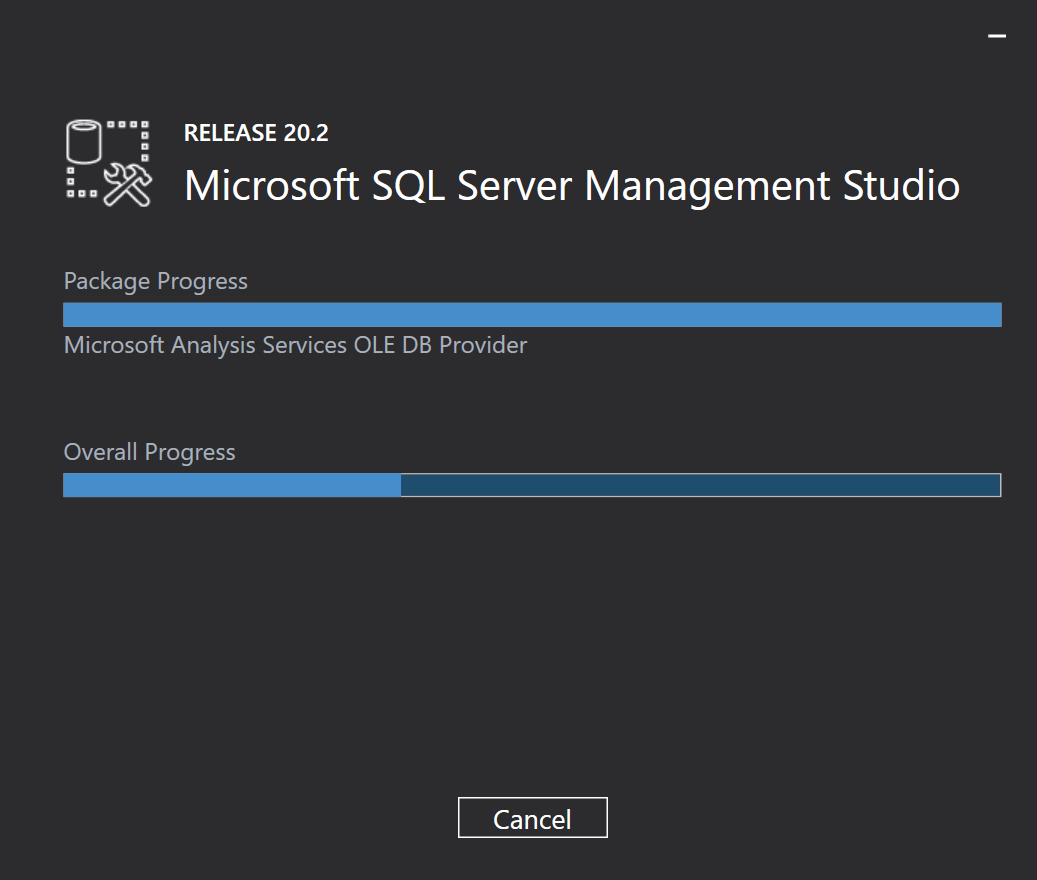 RELEASE 20.2
Microsoft SQL Server Management Studio
Package Progress
Microsoft Analysis Services OLE DB Provider
Overall Progress
Cancel